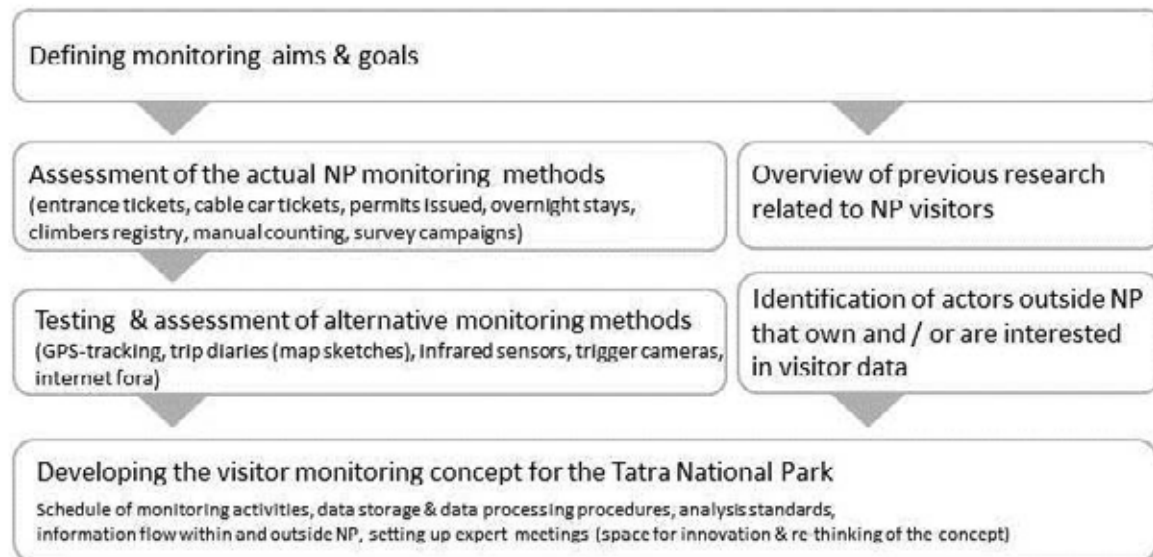 Defining monitoring aims & goals
Assessment of the actual NP monitoring methods
(entrance tickets, cable car tickets, permits issued, overnight stays,
climbers registry, manual counting, survey campaigns)
Overview of previous research
related to NP visitors
Testing & assessment of alternative monitoring methods
(GPS-tracking, trip diaries (map sketches), infrared sensors, trigger cameras,
internet fora)
Identification of actors outside NP
that own and / or are interested
in visitor data
Developing the visitor monitoring concept for the Tatra National Park
Schedule of monitoring activities, data storage & data processing procedures, analysis standards,
information flow within and outside NP, setting up expert meetings (space for innovation & re-thinking of the concept)